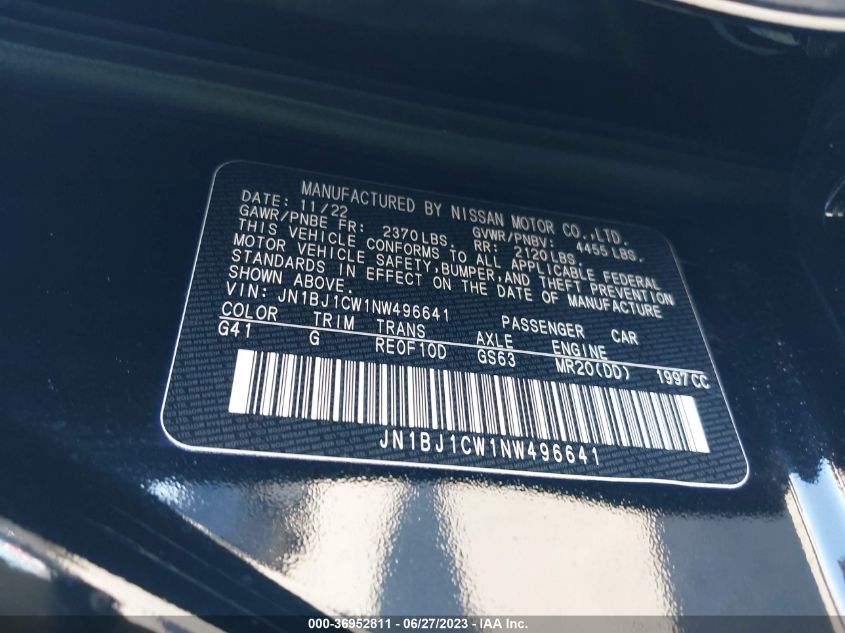 MANUFACTURED BY NISSAN MOTOR CO.,LTD.
DATE: 11/22 GVWR/PNBV: 4455 LBS.
GAWR/PNBE FR: 2370LBS. RR: 2120LBS.
THIS VEHICLE CONFORMS TO ALL APPLICABLE FEDERAL
MOTOR VEHICLE SAFETY,BUMPER,AND THEFT PREVENTION
STANDARDS IN EFFECT ON THE DATE OF MANUFACTURE
SHOWN ABOVE.
VIN: JN1BJ1CW1NW496641 PASSENGER CAR
COLOR TRIM TRANS AXLE ENGINE
G41 G RE0F10D GS63 MR20(DD) 1997CC
JN1BJ1CW1NW496641
000-36952811 - 06/27/2023 - IAA Inc.